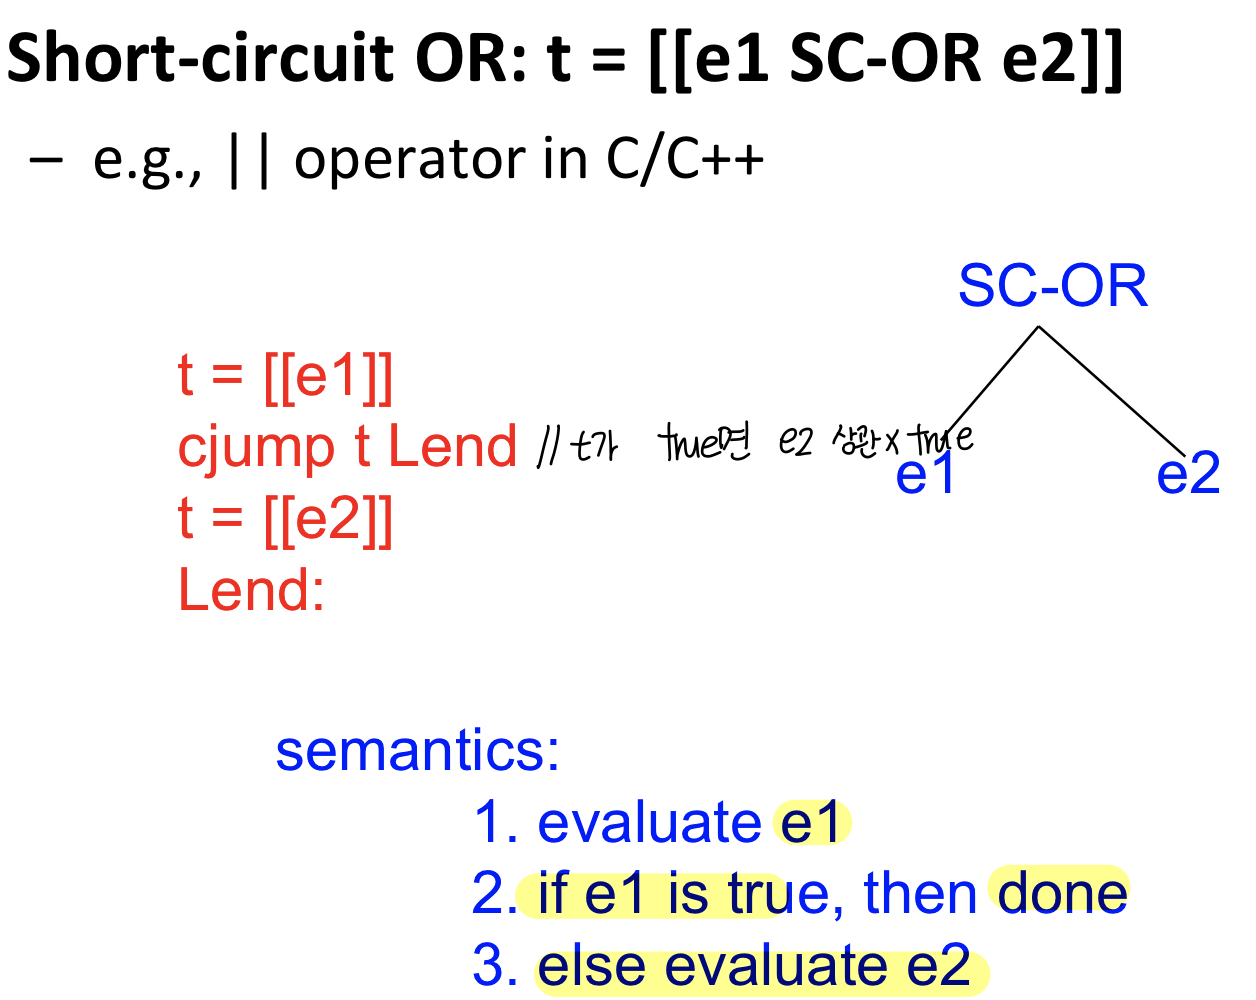 Short-circuit OR: t = [[e1 SC-OR e2]]
– e.g., || operator in C/C++
SC-OR
e1
e2
t = [[e1]]
cjump t Lend // t가 true면 e2 상관x true
t = [[e2]]
Lend:
semantics:
1. evaluate e1
2. if e1 is true, then done
3. else evaluate e2